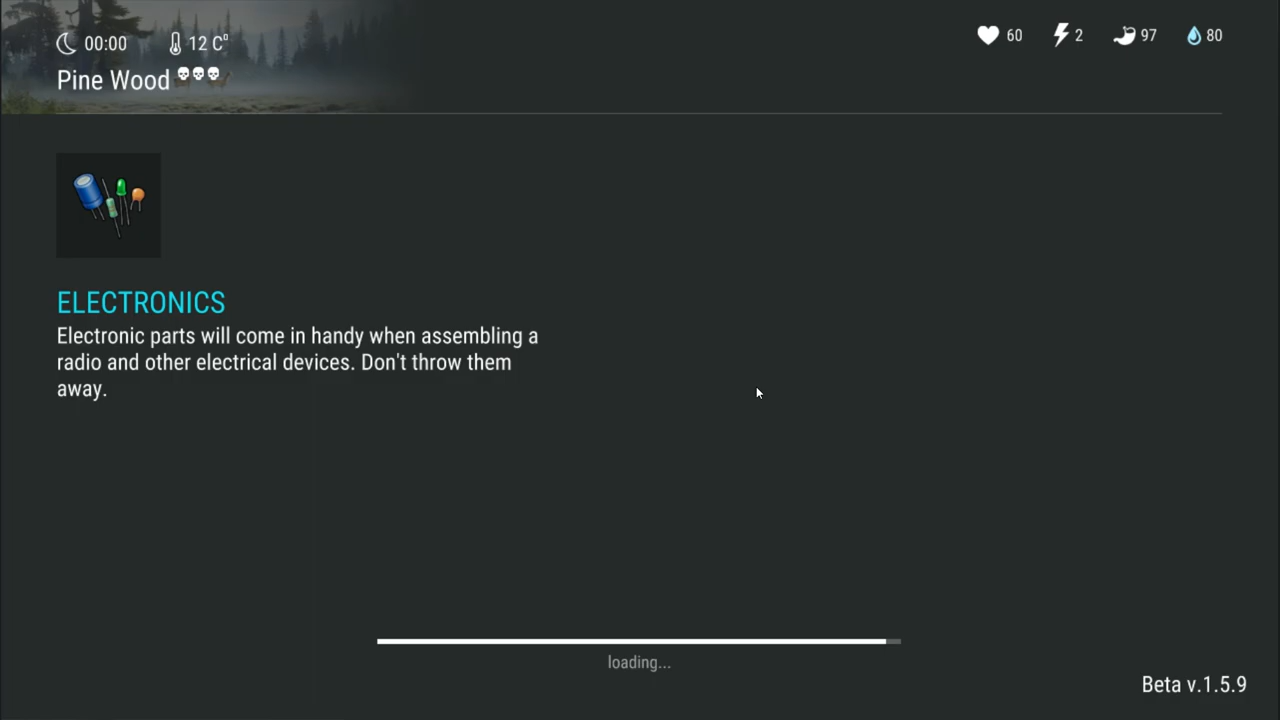 00:00 12 C⁰
60 2 97 80
Pine Wood
ELECTRONICS
Electronic parts will come in handy when assembling a
radio and other electrical devices. Don't throw them
away.
loading...
Beta v.1.5.9